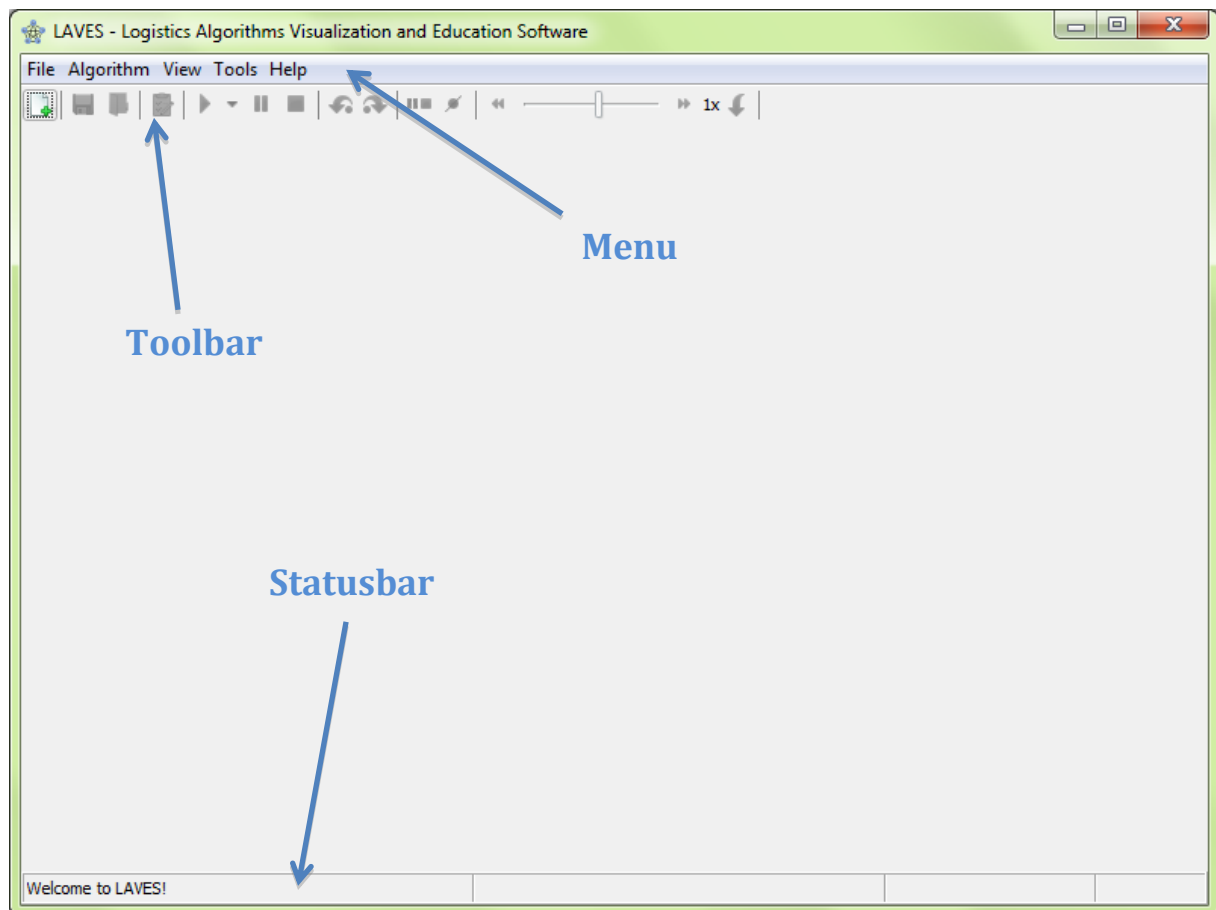 LAVES - Logistics Algorithms Visualization and Education Software
File Algorithm View Tools Help
1x
Menu
Toolbar
Statusbar
Welcome to LAVES!